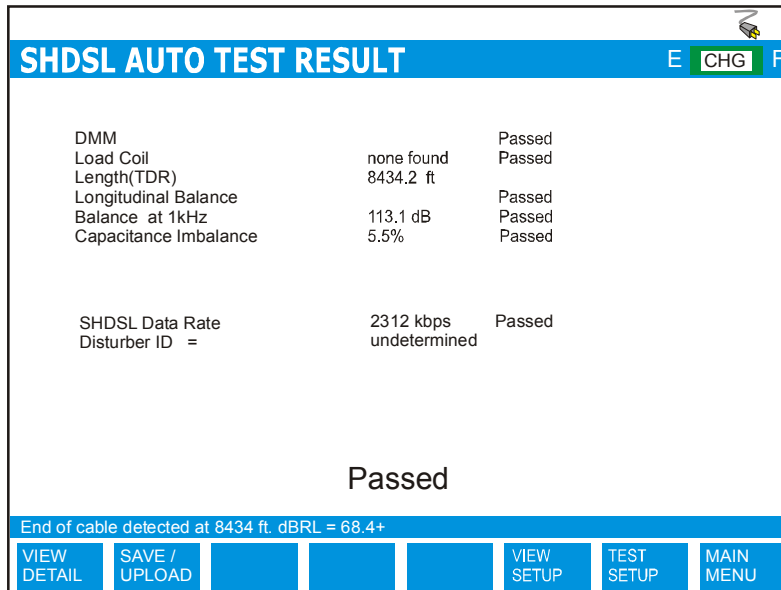 SHDSL AUTO TEST RESULT E CHG F
DMM Passed
Load Coil none found Passed
Length(TDR) 8434.2 ft
Longitudinal Balance Passed
Balance at 1kHz 113.1 dB Passed
Capacitance Imbalance 5.5% Passed
SHDSL Data Rate 2312 kbps Passed
Disturber ID = undetermined
Passed
End of cable detected at 8434 ft. dBRL = 68.4+
VIEW DETAIL
SAVE / UPLOAD
VIEW SETUP
TEST SETUP
MAIN MENU